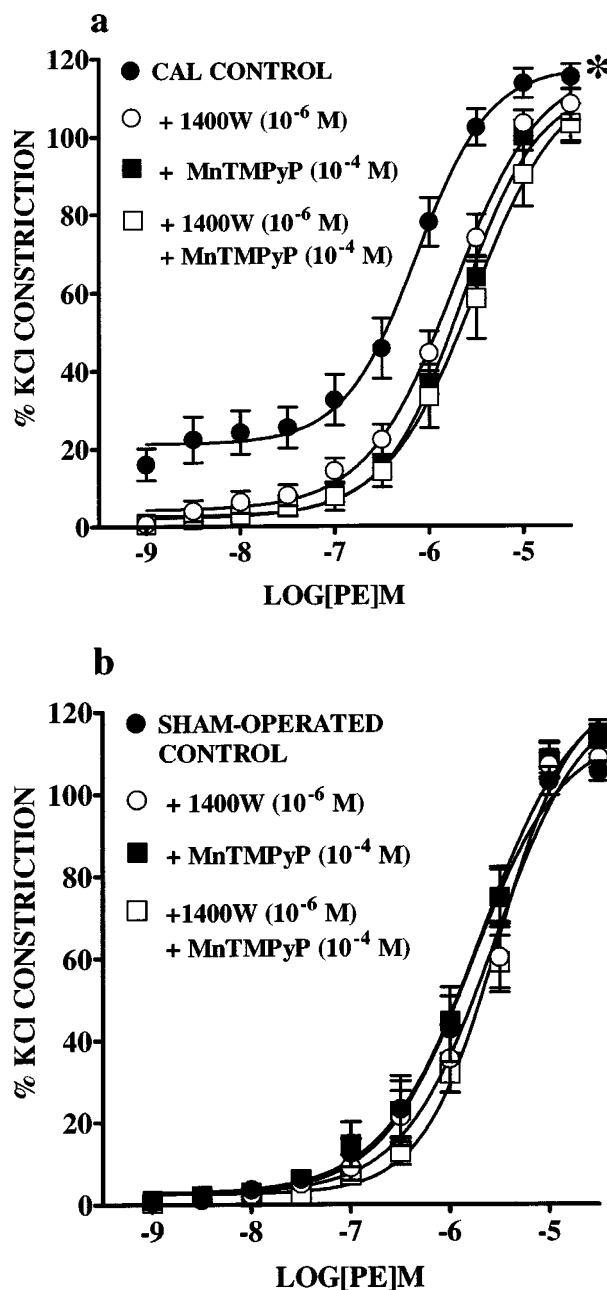 a
120
100
80
60
40
20
0
% KCl CONSTRICTION
CAL CONTROL
*
+ 1400W (10⁻⁶ M)
+ MnTMPyP (10⁻⁴ M)
+ 1400W (10⁻⁶ M)
+ MnTMPyP (10⁻⁴ M)
-9 -8 -7 -6 -5
LOG[PE]M
b
120
100
80
60
40
20
0
% KCl CONSTRICTION
SHAM-OPERATED
CONTROL
+ 1400W (10⁻⁶ M)
+ MnTMPyP (10⁻⁴ M)
+1400W (10⁻⁶ M)
+ MnTMPyP (10⁻⁴ M)
-9 -8 -7 -6 -5
LOG[PE]M